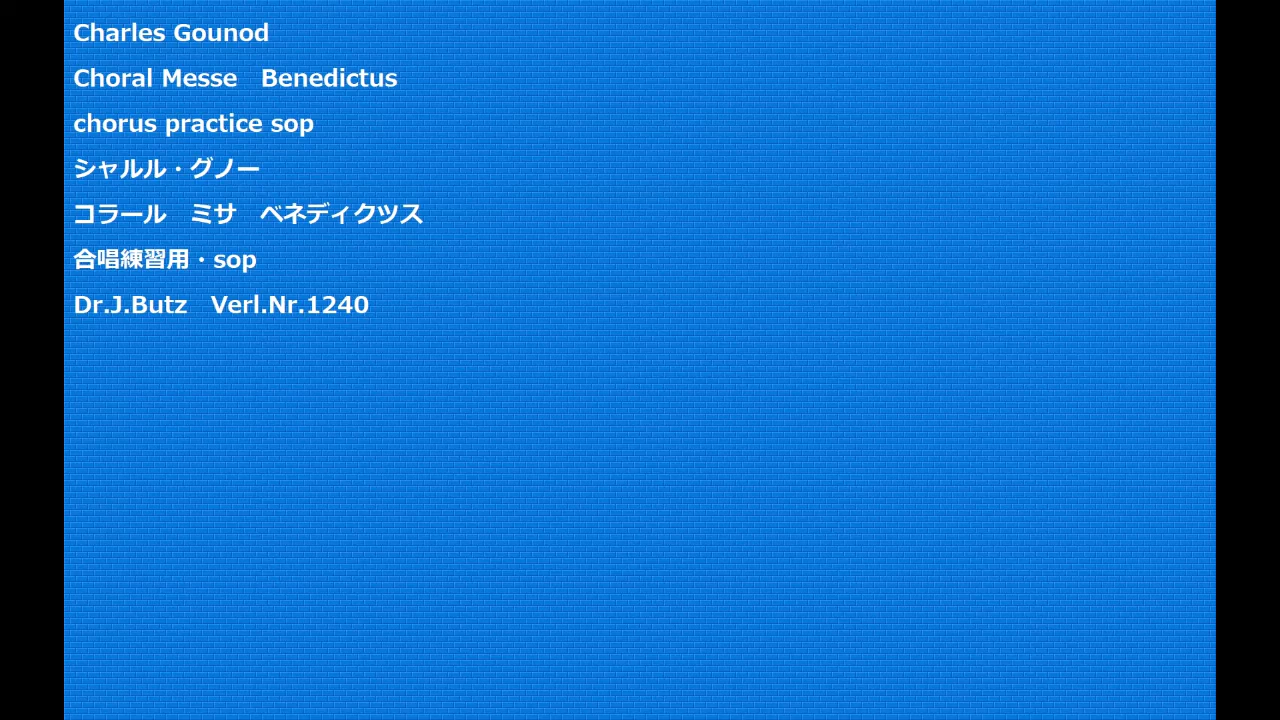 Charles Gounod
Choral Messe　Benedictus
chorus practice sop
シャルル・グノー
コラール　ミサ　ベネディクツス
合唱練習用・sop
Dr.J.Butz　Verl.Nr.1240